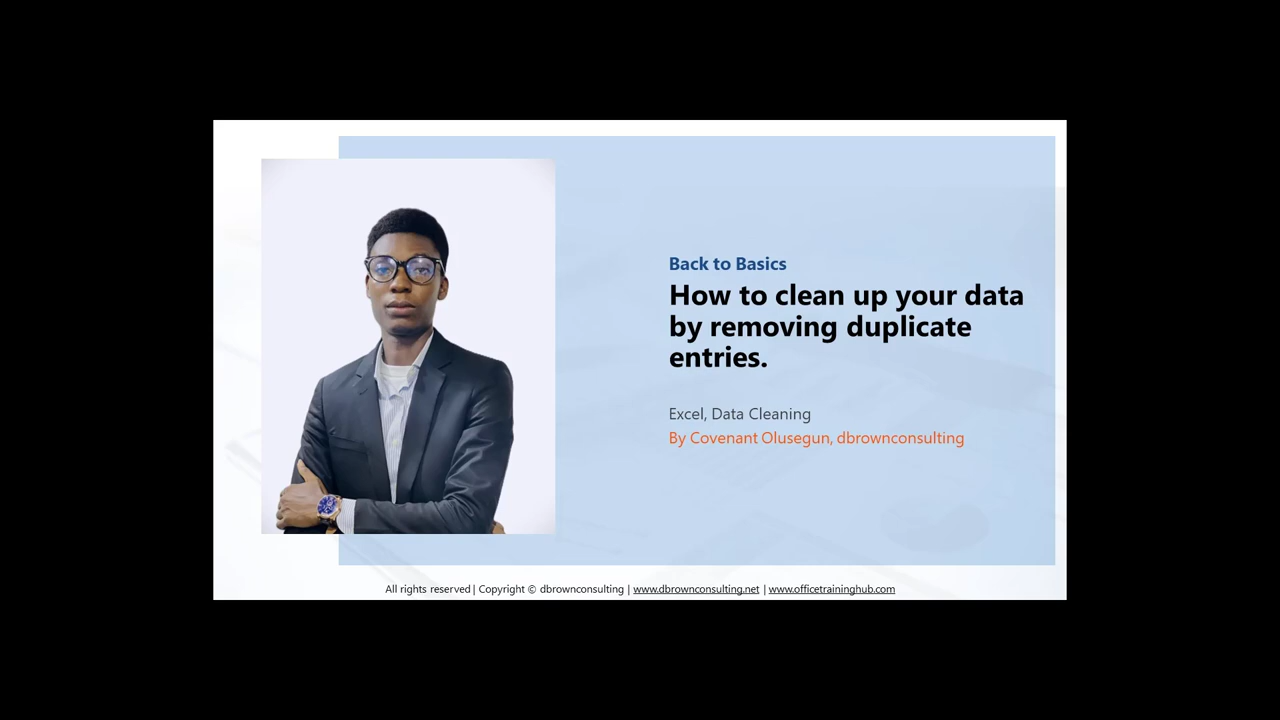 Back to Basics
How to clean up your data
by removing duplicate
entries.
Excel, Data Cleaning
By Covenant Olusegun, dbrownconsulting
All rights reserved | Copyright © dbrownconsulting | www.dbrownconsulting.net | www.officetraininghub.com